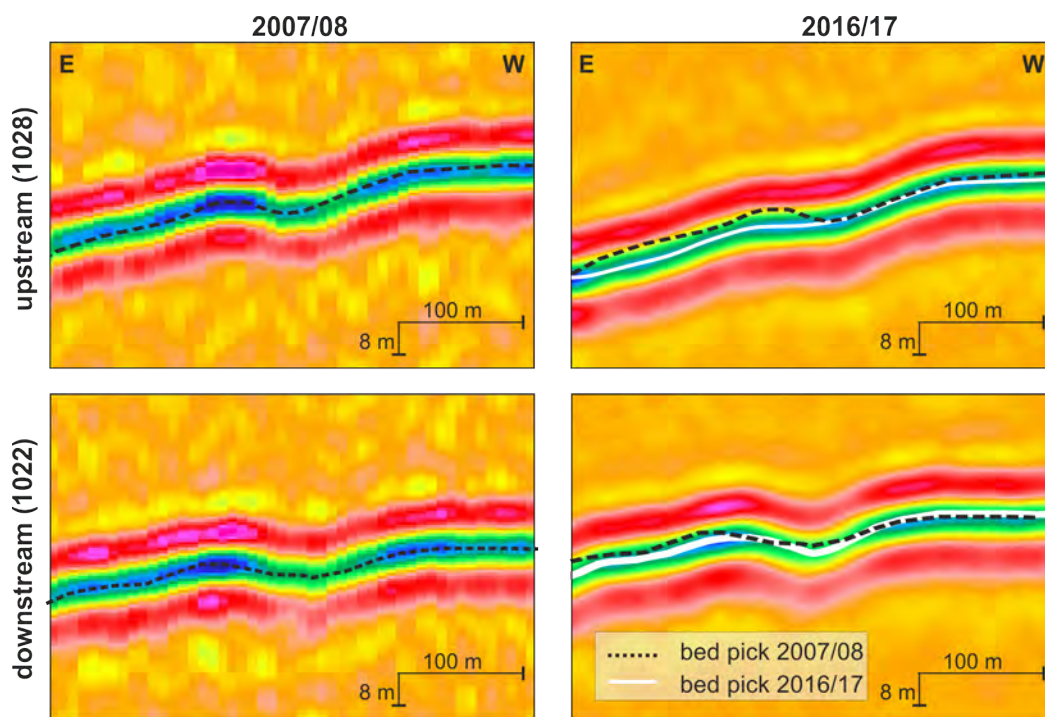 2007/08
2016/17
upstream (1028)
E
W
100 m
8 m
E
W
100 m
8 m
downstream (1022)
100 m
8 m
bed pick 2007/08
bed pick 2016/17
100 m
8 m